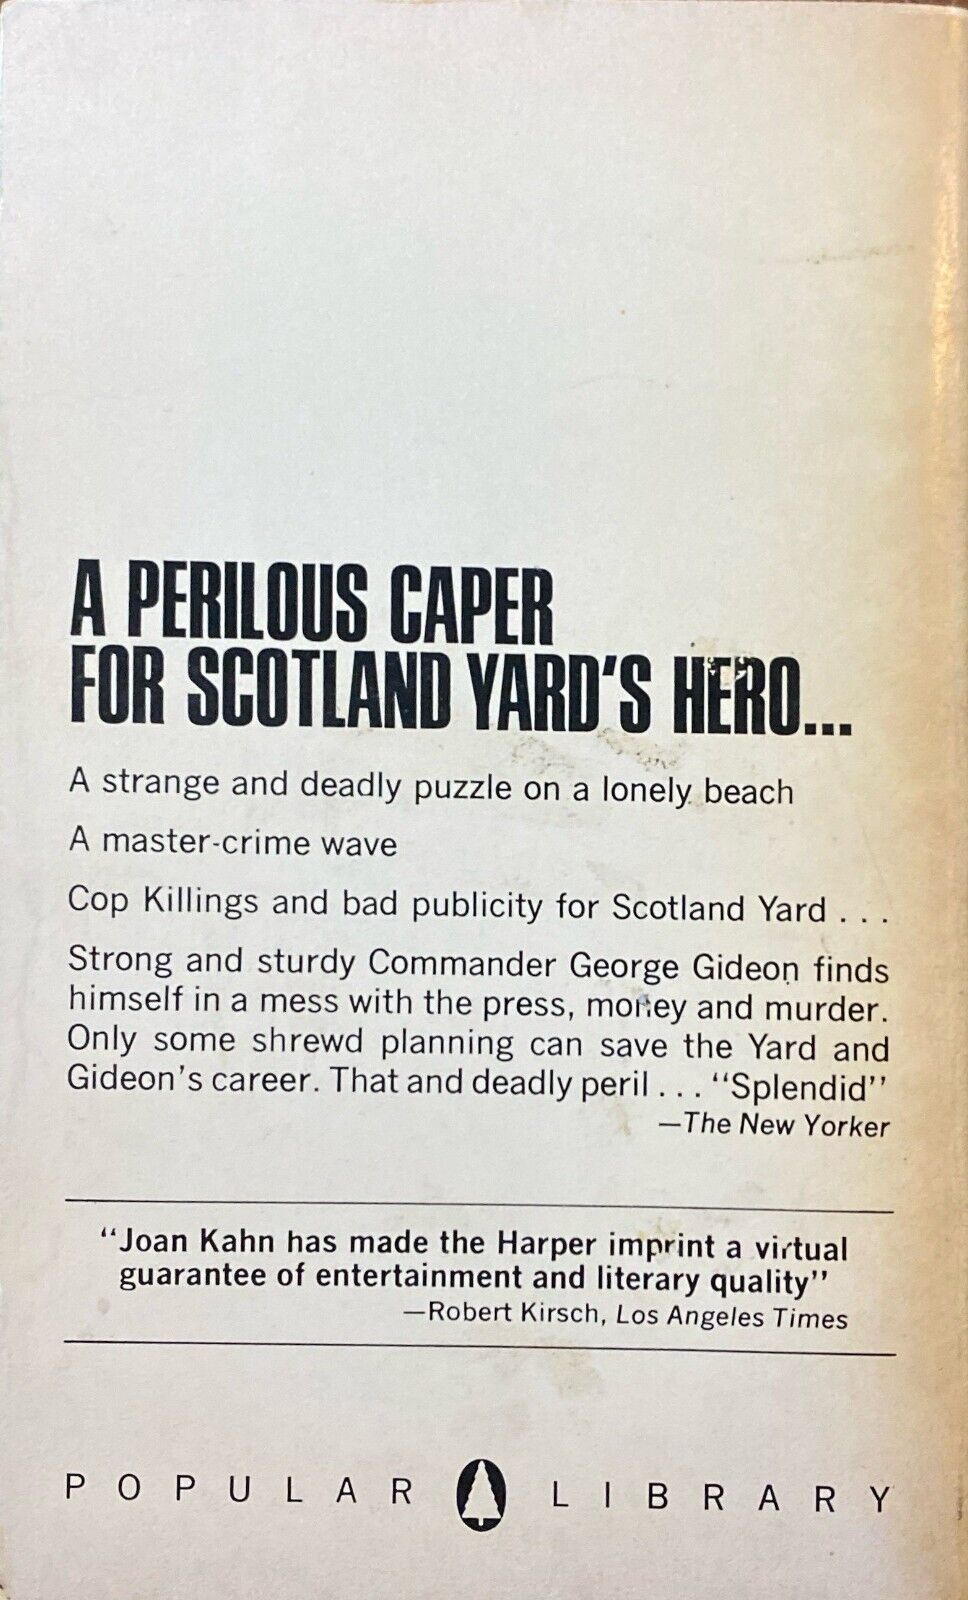 A PERILOUS CAPER
FOR SCOTLAND YARD'S HERO...
A strange and deadly puzzle on a lonely beach
A master-crime wave
Cop Killings and bad publicity for Scotland Yard . . .
Strong and sturdy Commander George Gideon finds
himself in a mess with the press, money and murder.
Only some shrewd planning can save the Yard and
Gideon's career. That and deadly peril . . . "Splendid"
—The New Yorker
"Joan Kahn has made the Harper imprint a virtual
guarantee of entertainment and literary quality"
—Robert Kirsch, Los Angeles Times
POPULAR LIBRARY